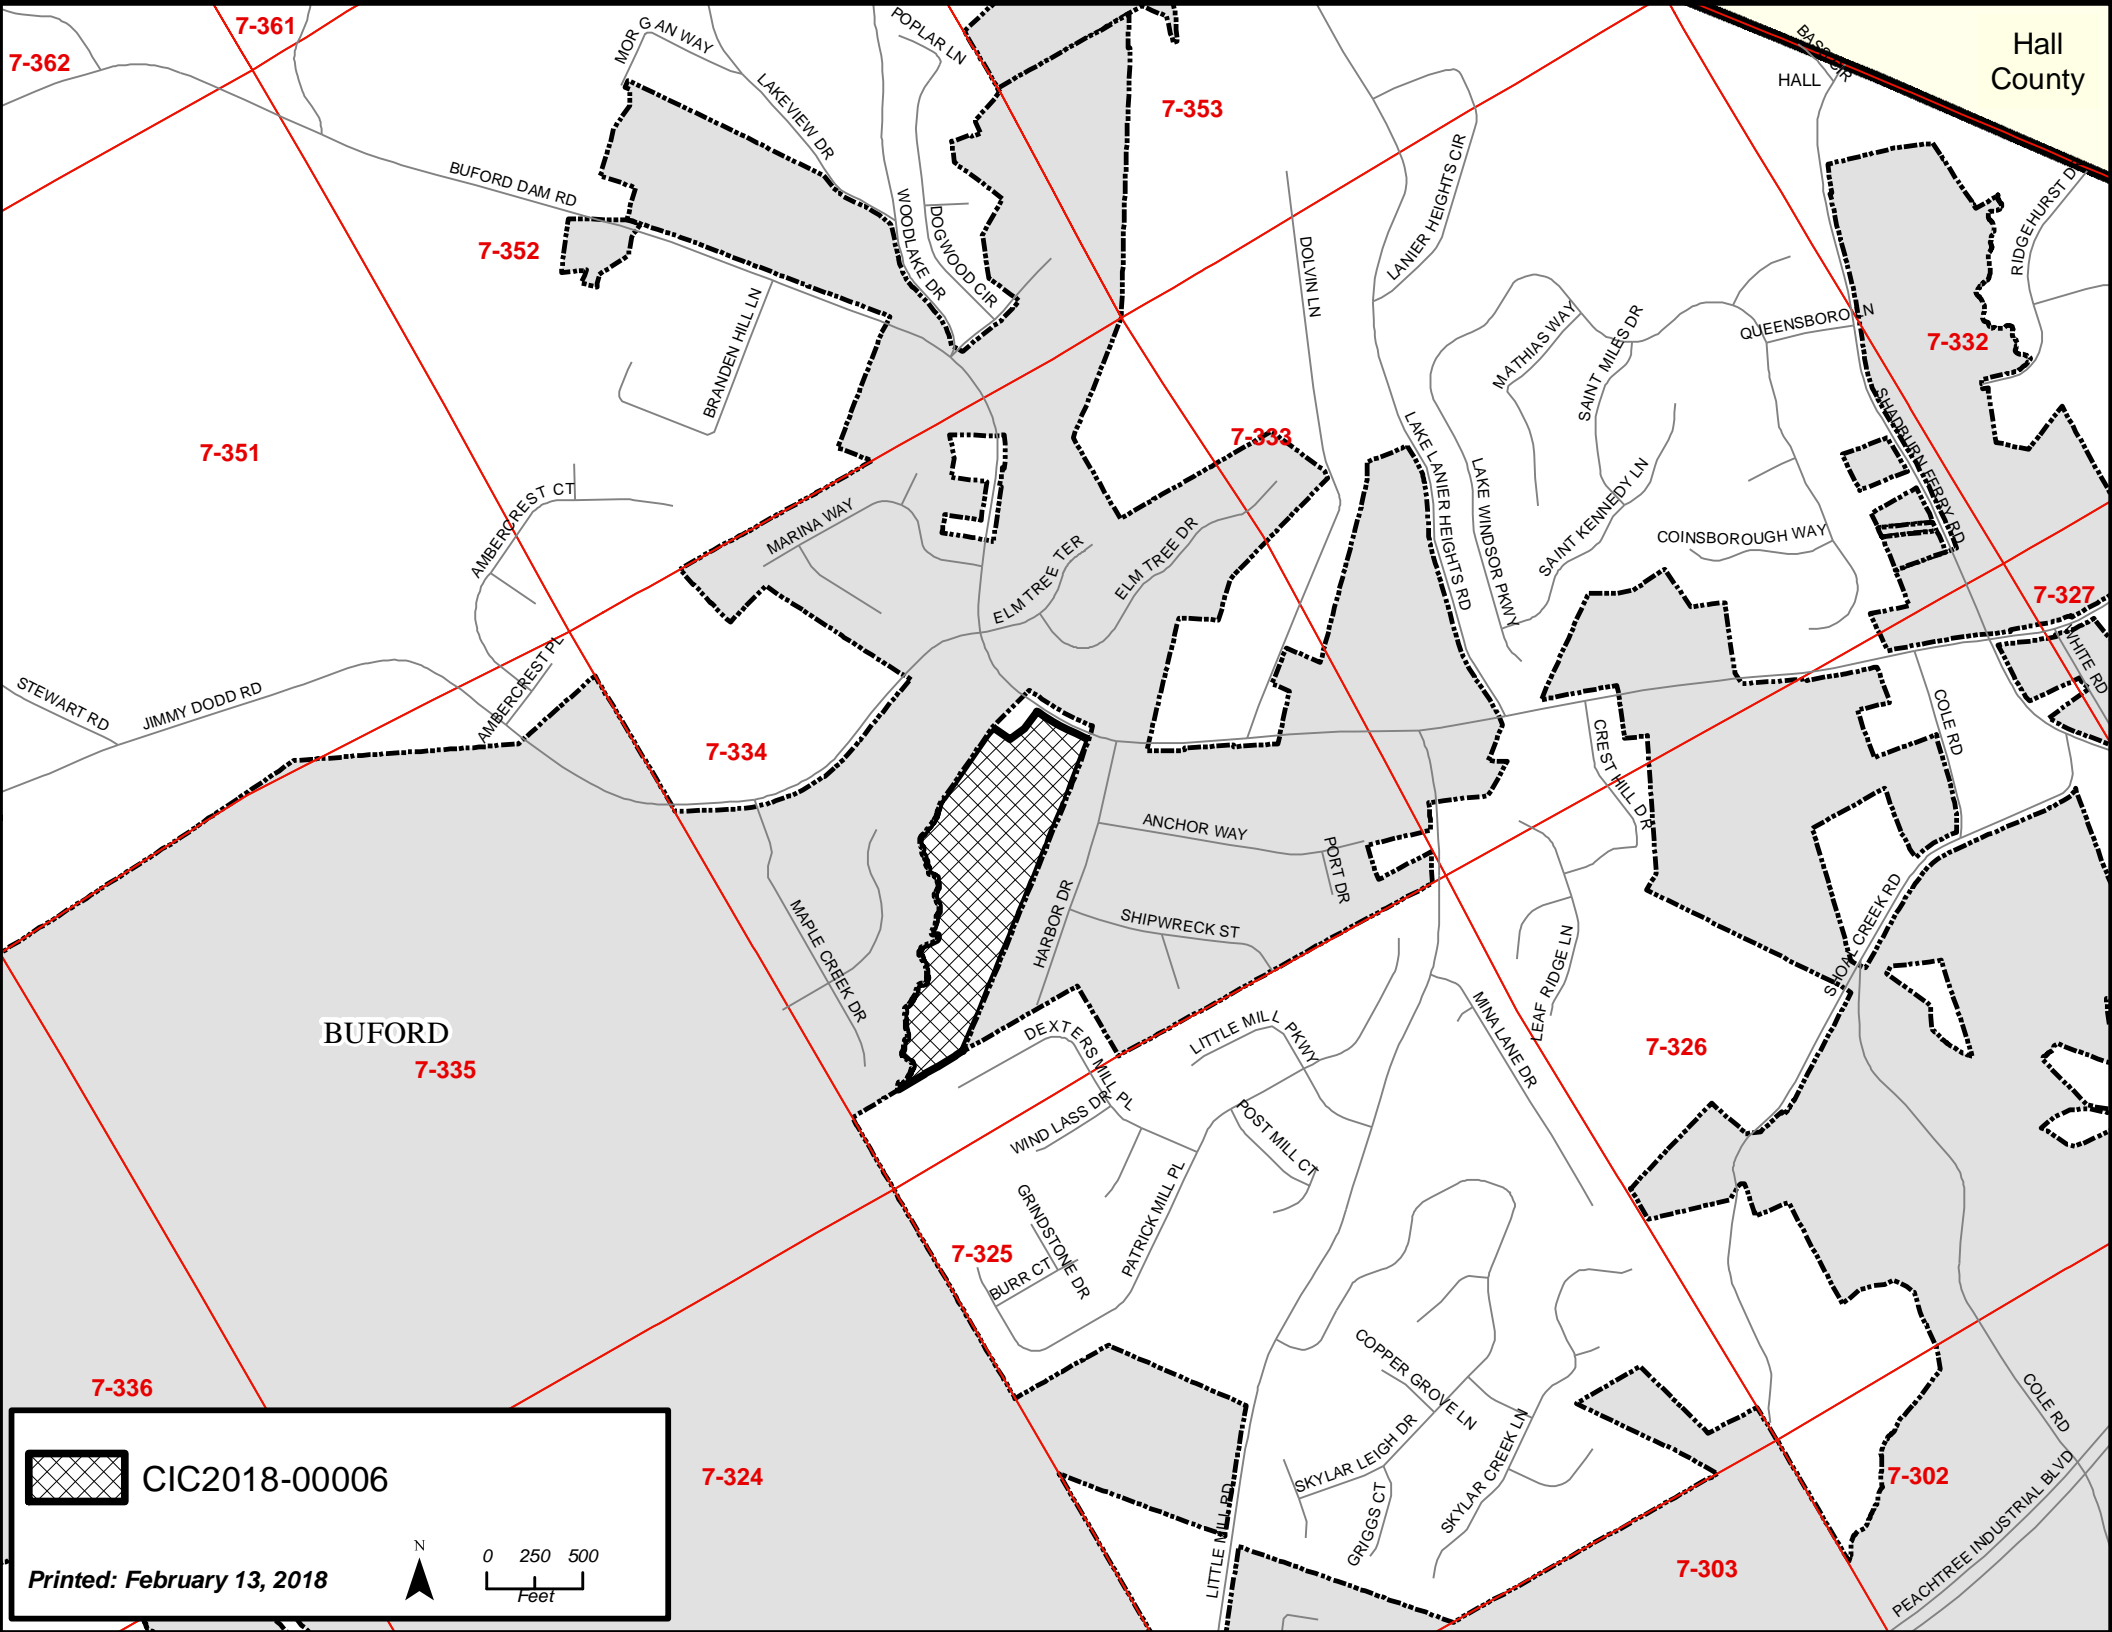 7-361
7-362
MORGAN WAY
POPLAR LN
LAKEVIEW DR
7-353
BASS CIR
HALL
Hall
County
BUFORD DAM RD
7-352
WOODLAKE DR
DOGWOOD CIR
DOLVIN LN
LANIER HEIGHTS CIR
RIDGEHURST D
BRANDEN HILL LN
MATHIAS WAY
SAINT MILES DR
QUEENSBORO LN
7-332
7-351
7-333
LAKE LANIER HEIGHTS RD
LAKE WINDSOR PKWY
SAINT KENNEDY LN
SHADBURN FERRY RD
AMBERCREST CT
MARINA WAY
ELM TREE TER
ELM TREE DR
COINSBOROUGH WAY
7-327
WHITE RD
STEWART RD
JIMMY DODD RD
AMBERCREST PL
7-334
CREST HILL DR
COLE RD
ANCHOR WAY
PORT DR
MAPLE CREEK DR
HARBOR DR
SHIPWRECK ST
SHOAL CREEK RD
LEAF RIDGE LN
BUFORD
7-335
DEXTERS MILL PL
LITTLE MILL PKWY
MINA LANE DR
7-326
WIND LASS DR
POST MILL CT
GRINDSTONE DR
PATRICK MILL PL
7-325
BURR CT
COPPER GROVE LN
7-336
COLE RD
SKYLAR LEIGH DR
SKYLAR CREEK LN
GRIGGS CT
7-324
LITTLE MILL RD
7-302
7-303
PEACHTREE INDUSTRIAL BLVD
CIC2018-00006
N
0 250 500
Feet
Printed: February 13, 2018